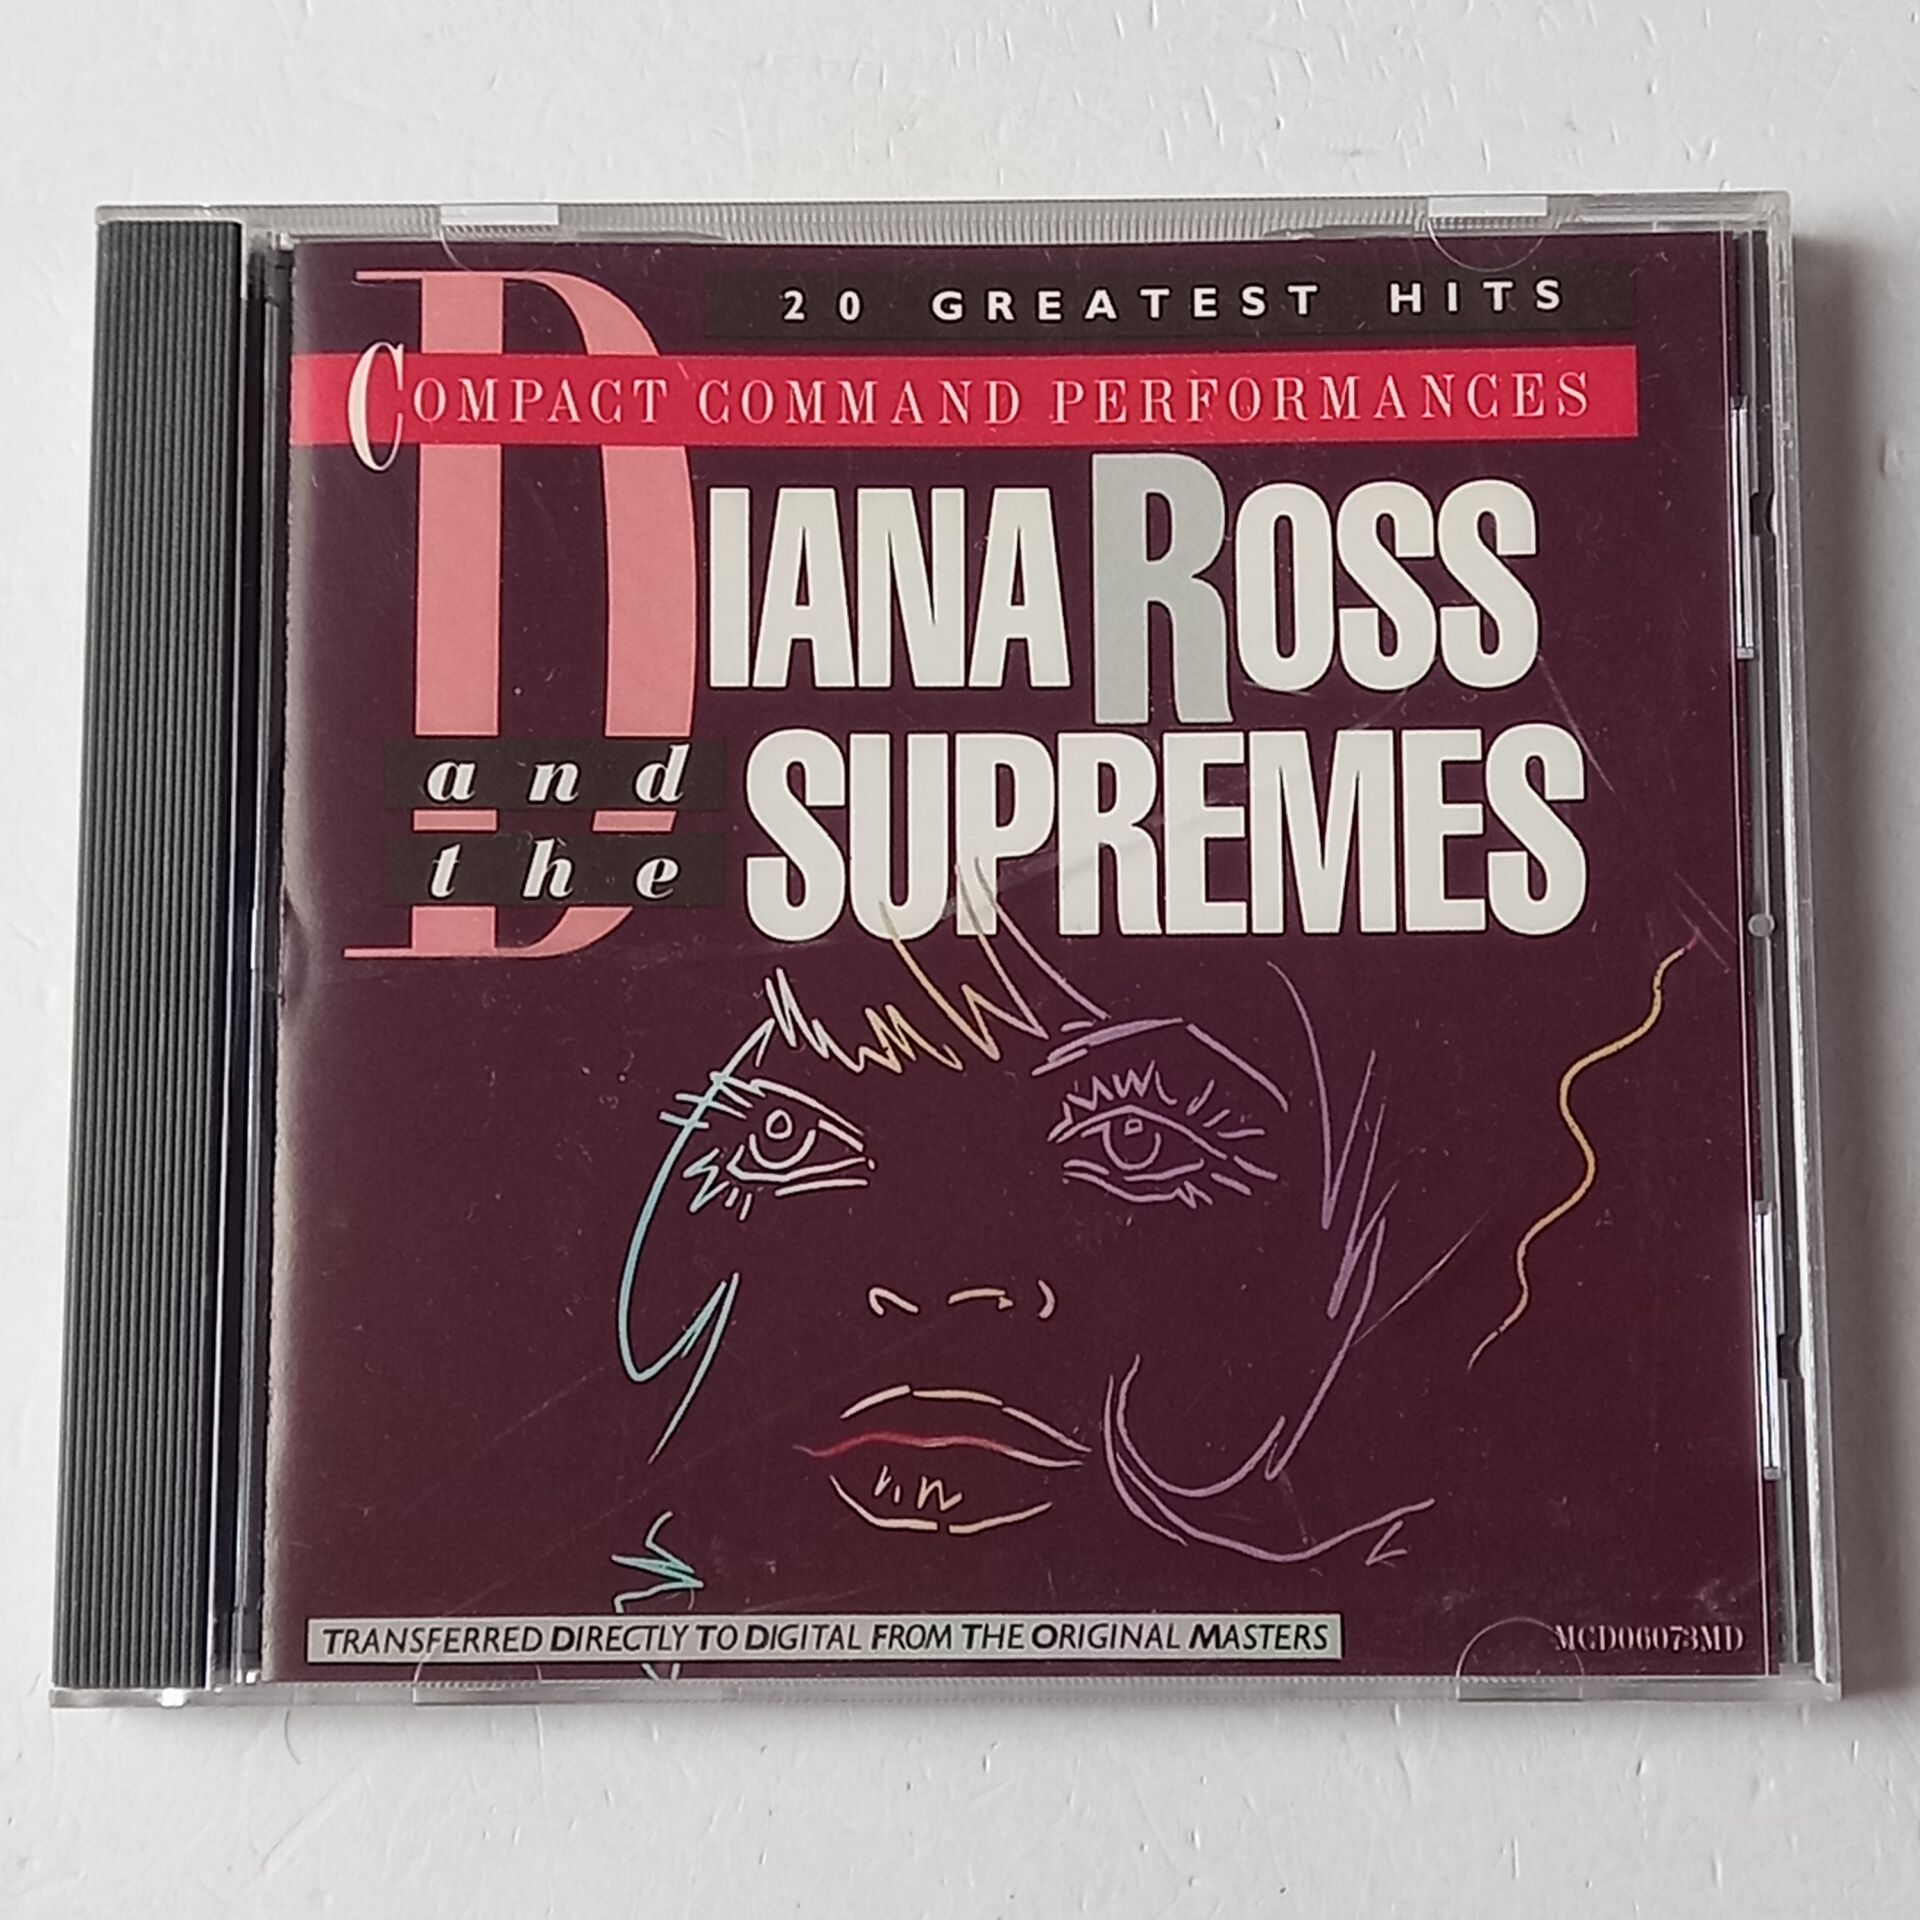 20 GREATEST HITS
COMPACT COMMAND PERFORMANCES
DIANA ROSS
and
the
SUPREMES
TRANSFERRED DIRECTLY TO DIGITAL FROM THE ORIGINAL MASTERS
MCD06073MD